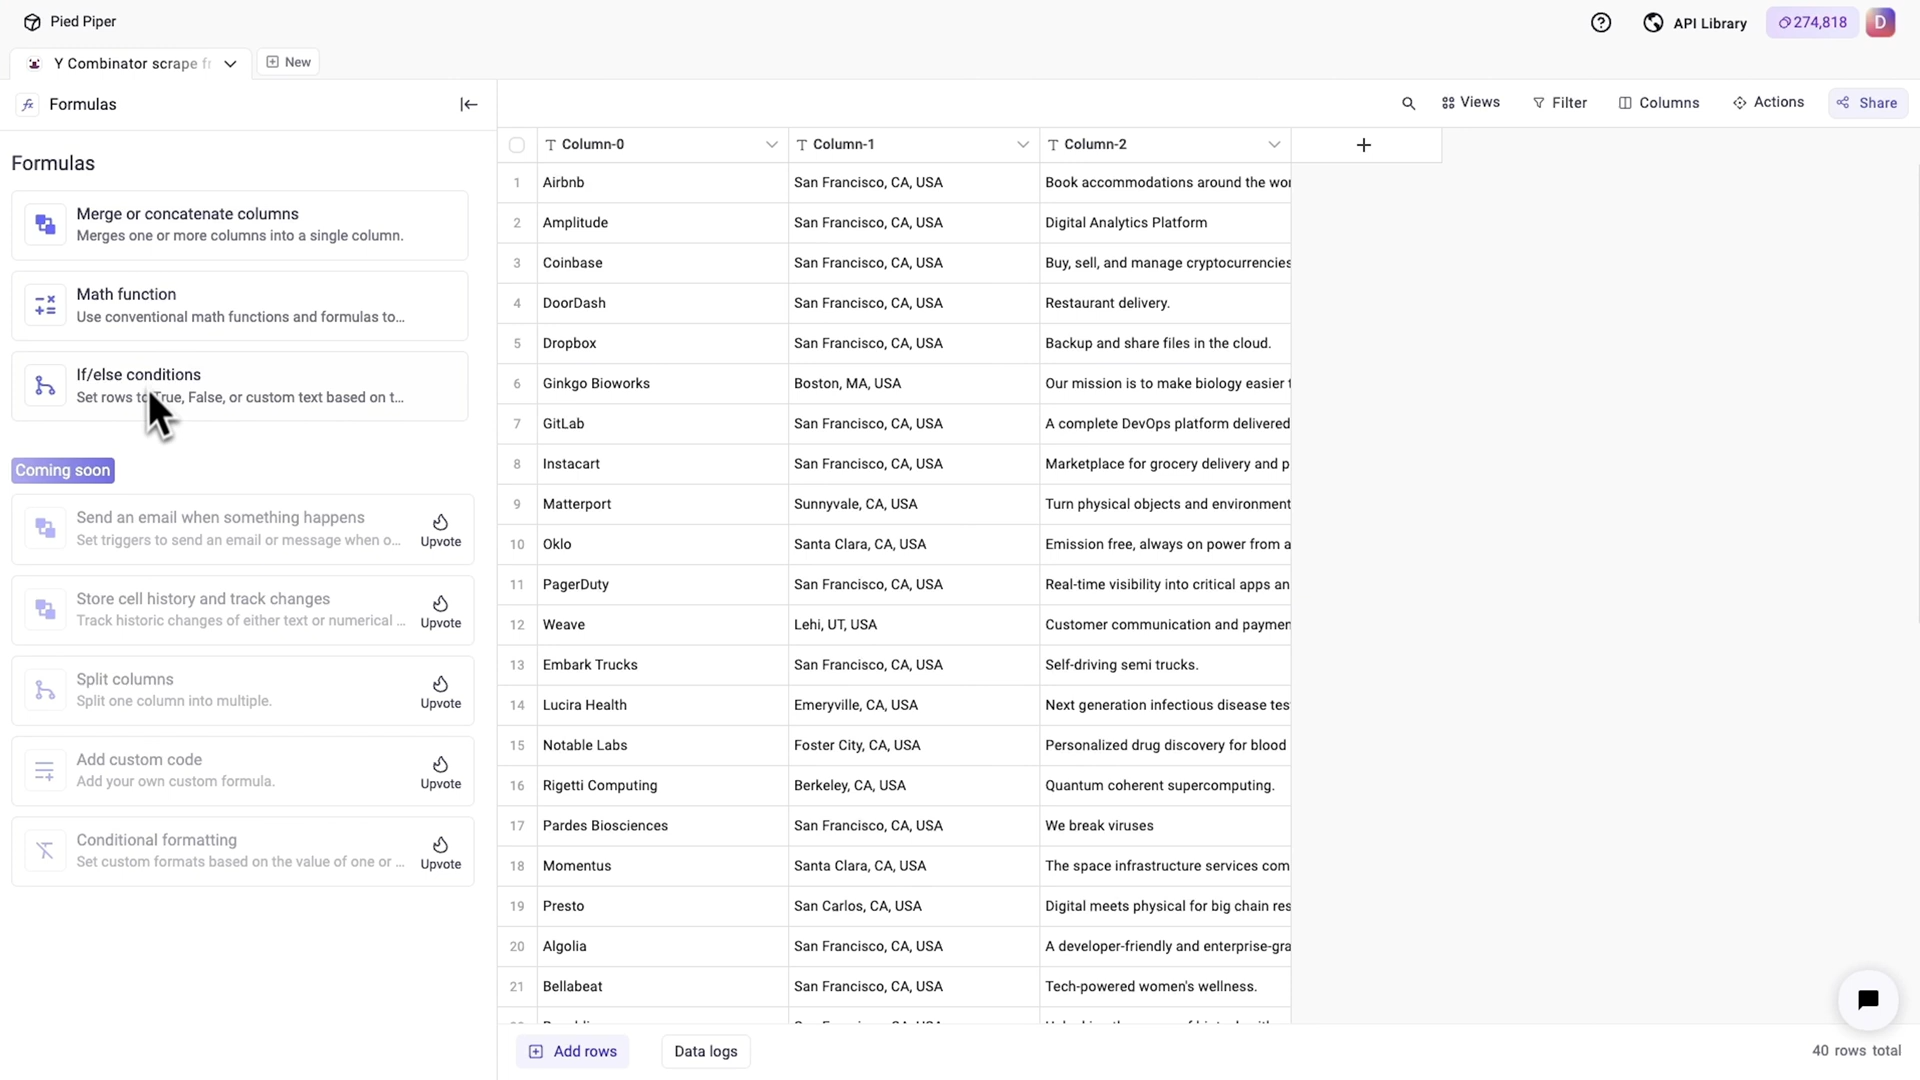 Pied Piper
API Library
274,818
D
Y Combinator scrape fr
New
fx Formulas
Views
Filter
Columns
Actions
Share
Formulas
Merge or concatenate columns
Merges one or more columns into a single column.
Math function
Use conventional math functions and formulas to...
If/else conditions
Set rows to True, False, or custom text based on t...
Coming soon
Send an email when something happens
Set triggers to send an email or message when o...
Upvote
Store cell history and track changes
Track historic changes of either text or numerical ...
Upvote
Split columns
Split one column into multiple.
Upvote
Add custom code
Add your own custom formula.
Upvote
Conditional formatting
Set custom formats based on the value of one or ...
Upvote
Column-0 Column-1 Column-2
1 Airbnb San Francisco, CA, USA Book accommodations around the wor
2 Amplitude San Francisco, CA, USA Digital Analytics Platform
3 Coinbase San Francisco, CA, USA Buy, sell, and manage cryptocurrencies
4 DoorDash San Francisco, CA, USA Restaurant delivery.
5 Dropbox San Francisco, CA, USA Backup and share files in the cloud.
6 Ginkgo Bioworks Boston, MA, USA Our mission is to make biology easier t
7 GitLab San Francisco, CA, USA A complete DevOps platform delivered
8 Instacart San Francisco, CA, USA Marketplace for grocery delivery and p
9 Matterport Sunnyvale, CA, USA Turn physical objects and environment
10 Oklo Santa Clara, CA, USA Emission free, always on power from a
11 PagerDuty San Francisco, CA, USA Real-time visibility into critical apps an
12 Weave Lehi, UT, USA Customer communication and paymen
13 Embark Trucks San Francisco, CA, USA Self-driving semi trucks.
14 Lucira Health Emeryville, CA, USA Next generation infectious disease tes
15 Notable Labs Foster City, CA, USA Personalized drug discovery for blood
16 Rigetti Computing Berkeley, CA, USA Quantum coherent supercomputing.
17 Pardes Biosciences San Francisco, CA, USA We break viruses
18 Momentus Santa Clara, CA, USA The space infrastructure services com
19 Presto San Carlos, CA, USA Digital meets physical for big chain res
20 Algolia San Francisco, CA, USA A developer-friendly and enterprise-gra
21 Bellabeat San Francisco, CA, USA Tech-powered women's wellness.
Add rows
Data logs
40 rows total